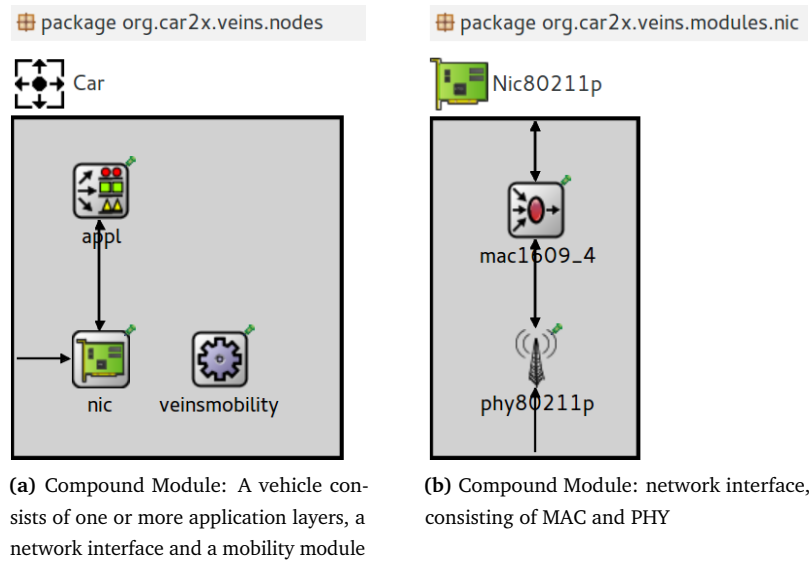 package org.car2x.veins.nodes
Car
appl
nic
veinsmobility
(a) Compound Module: A vehicle con-
sists of one or more application layers, a
network interface and a mobility module
package org.car2x.veins.modules.nic
Nic80211p
mac1609_4
phy80211p
(b) Compound Module: network interface,
consisting of MAC and PHY